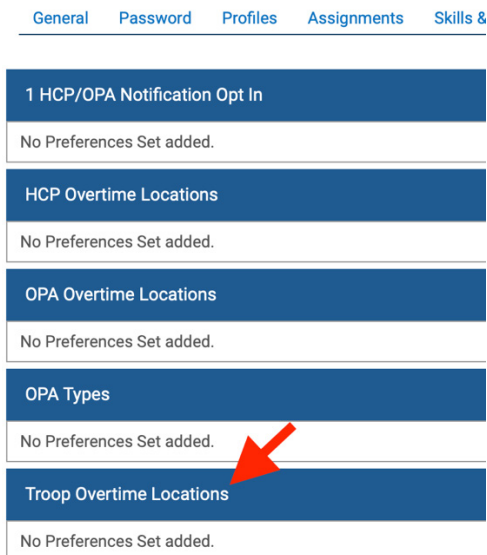 General Password Profiles Assignments Skills &
1 HCP/OPA Notification Opt In
No Preferences Set added.
HCP Overtime Locations
No Preferences Set added.
OPA Overtime Locations
No Preferences Set added.
OPA Types
No Preferences Set added.
Troop Overtime Locations
No Preferences Set added.